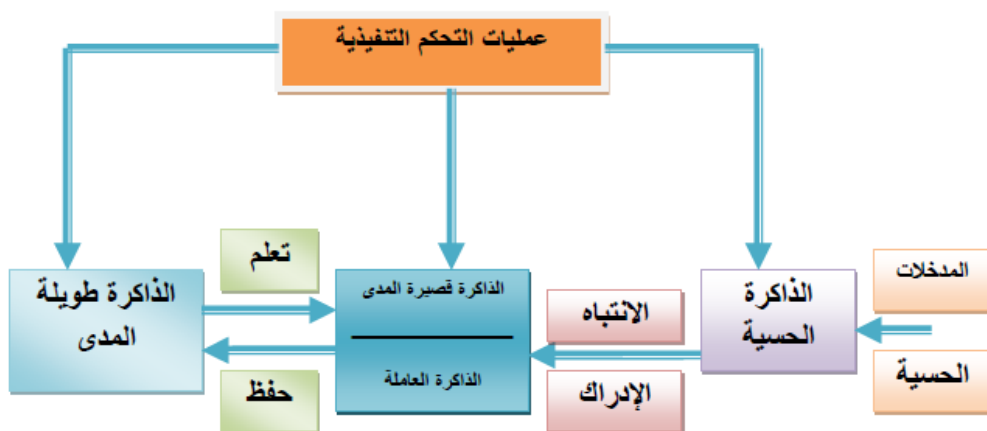 عمليات التحكم التنفيذية
المدخلات
الحسية
الذاكرة
الحسية
الانتباه
الإدراك
الذاكرة قصيرة المدى
الذاكرة العاملة
تعلم
حفظ
الذاكرة طويلة
المدى